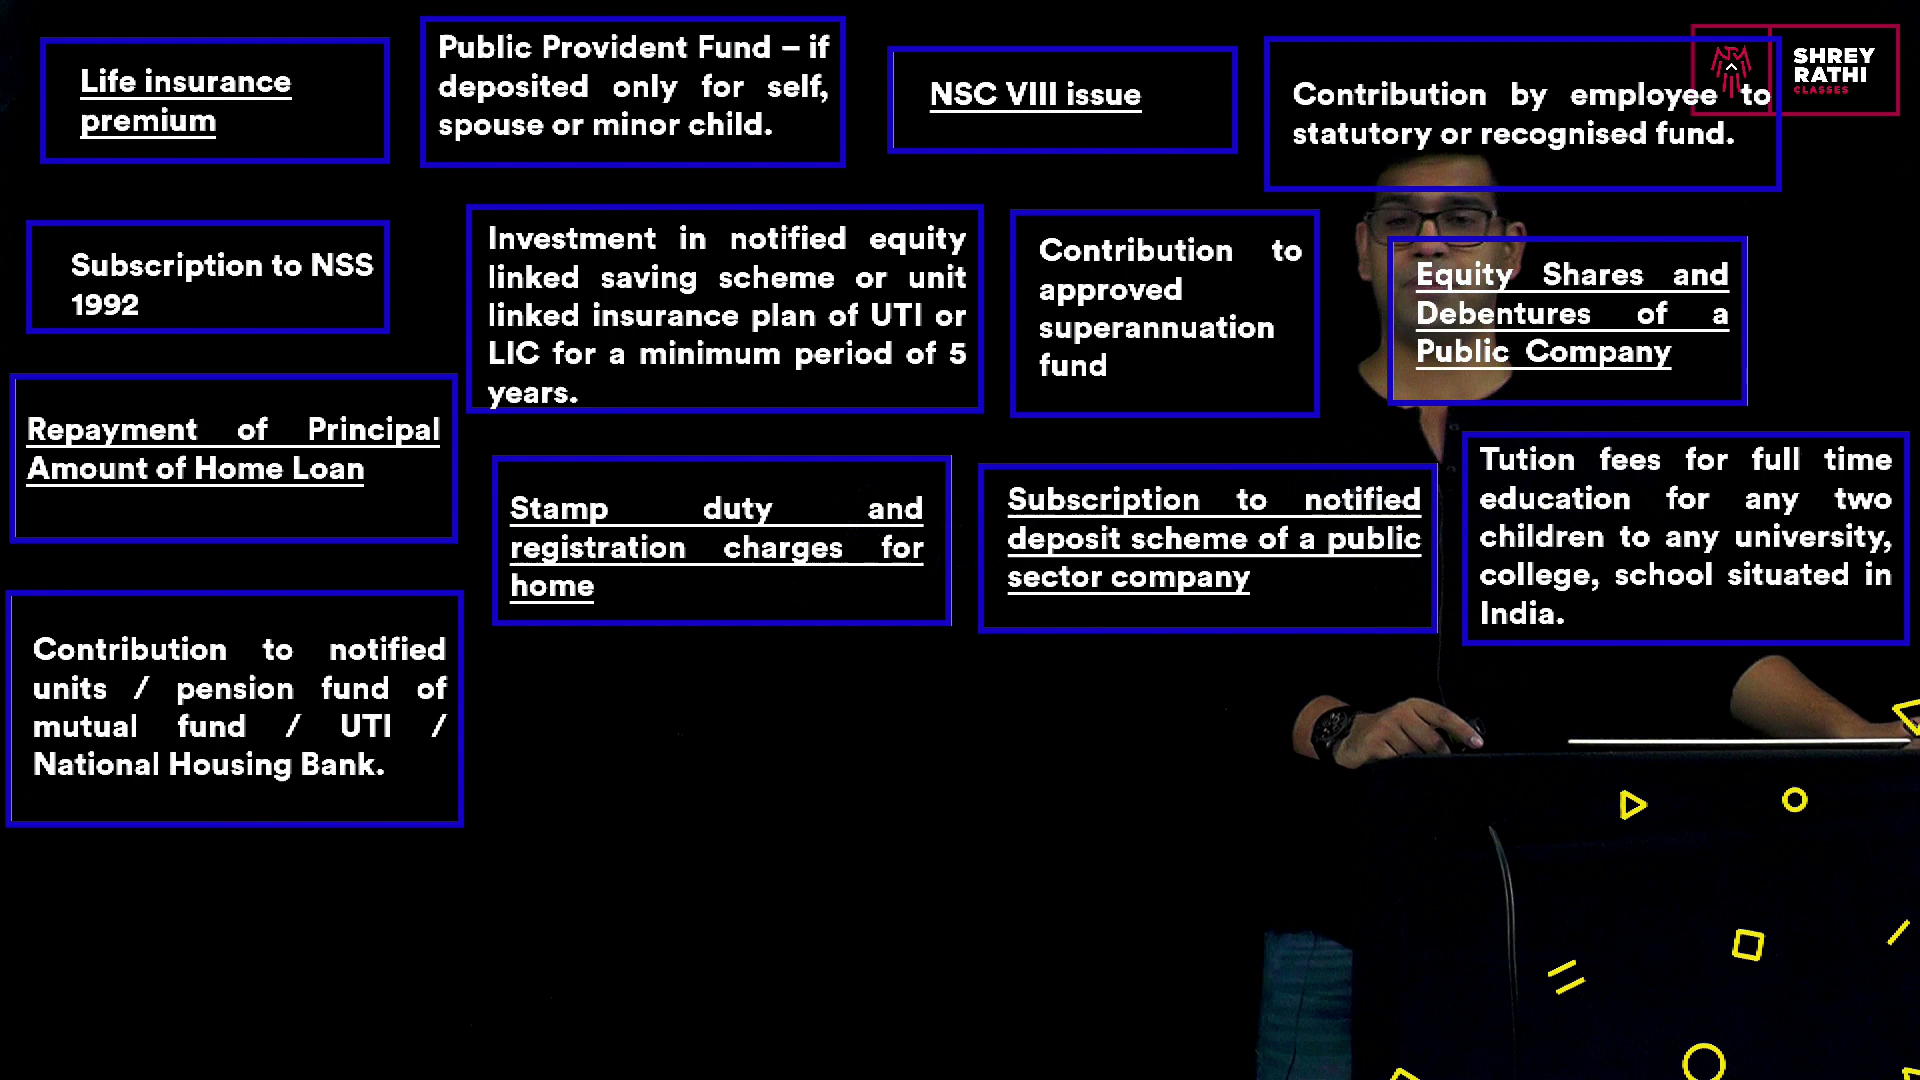 Life insurance
premium
Public Provident Fund – if
deposited only for self,
spouse or minor child.
NSC VIII issue
Contribution by employee to
statutory or recognised fund.
SHREY
RATHI
CLASSES
Subscription to NSS
1992
Investment in notified equity
linked saving scheme or unit
linked insurance plan of UTI or
LIC for a minimum period of 5
years.
Contribution to
approved
superannuation
fund
Equity Shares and
Debentures of a
Public Company
Repayment of Principal
Amount of Home Loan
Stamp duty and
registration charges for
home
Subscription to notified
deposit scheme of a public
sector company
Tution fees for full time
education for any two
children to any university,
college, school situated in
India.
Contribution to notified
units / pension fund of
mutual fund / UTI /
National Housing Bank.